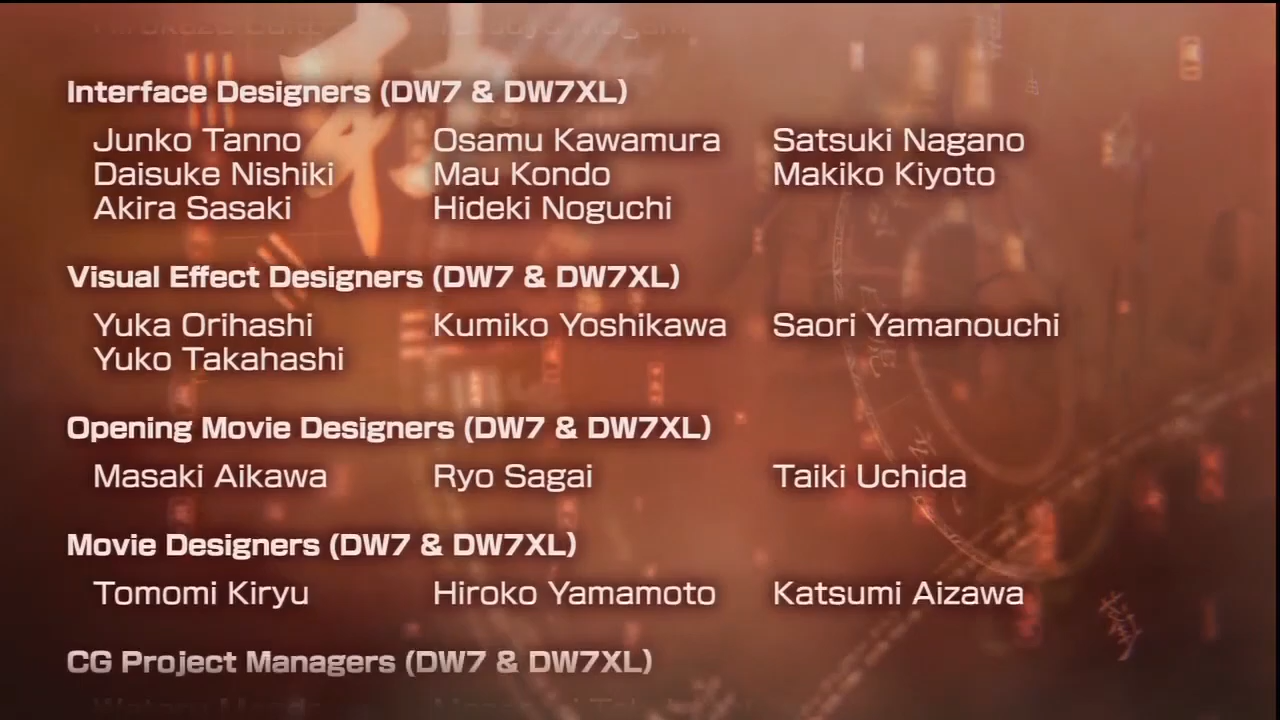 Interface Designers (DW7 & DW7XL)
Junko Tanno Osamu Kawamura Satsuki Nagano
Daisuke Nishiki Mau Kondo Makiko Kiyoto
Akira Sasaki Hideki Noguchi
Visual Effect Designers (DW7 & DW7XL)
Yuka Orihashi Kumiko Yoshikawa Saori Yamanouchi
Yuko Takahashi
Opening Movie Designers (DW7 & DW7XL)
Masaki Aikawa Ryo Sagai Taiki Uchida
Movie Designers (DW7 & DW7XL)
Tomomi Kiryu Hiroko Yamamoto Katsumi Aizawa
CG Project Managers (DW7 & DW7XL)